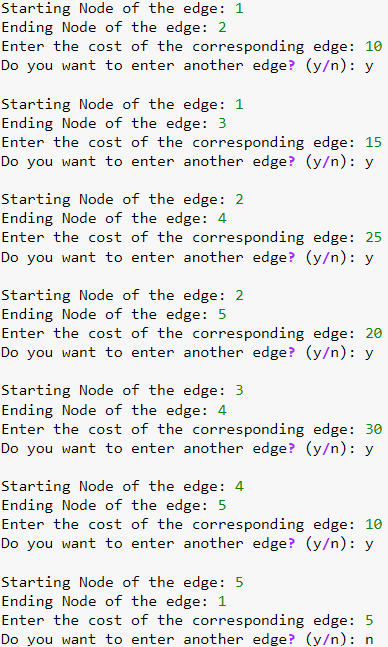 Starting Node of the edge: 1
Ending Node of the edge: 2
Enter the cost of the corresponding edge: 10
Do you want to enter another edge? (y/n): y

Starting Node of the edge: 1
Ending Node of the edge: 3
Enter the cost of the corresponding edge: 15
Do you want to enter another edge? (y/n): y

Starting Node of the edge: 2
Ending Node of the edge: 4
Enter the cost of the corresponding edge: 25
Do you want to enter another edge? (y/n): y

Starting Node of the edge: 2
Ending Node of the edge: 5
Enter the cost of the corresponding edge: 20
Do you want to enter another edge? (y/n): y

Starting Node of the edge: 3
Ending Node of the edge: 4
Enter the cost of the corresponding edge: 30
Do you want to enter another edge? (y/n): y

Starting Node of the edge: 4
Ending Node of the edge: 5
Enter the cost of the corresponding edge: 10
Do you want to enter another edge? (y/n): y

Starting Node of the edge: 5
Ending Node of the edge: 1
Enter the cost of the corresponding edge: 5
Do you want to enter another edge? (y/n): n